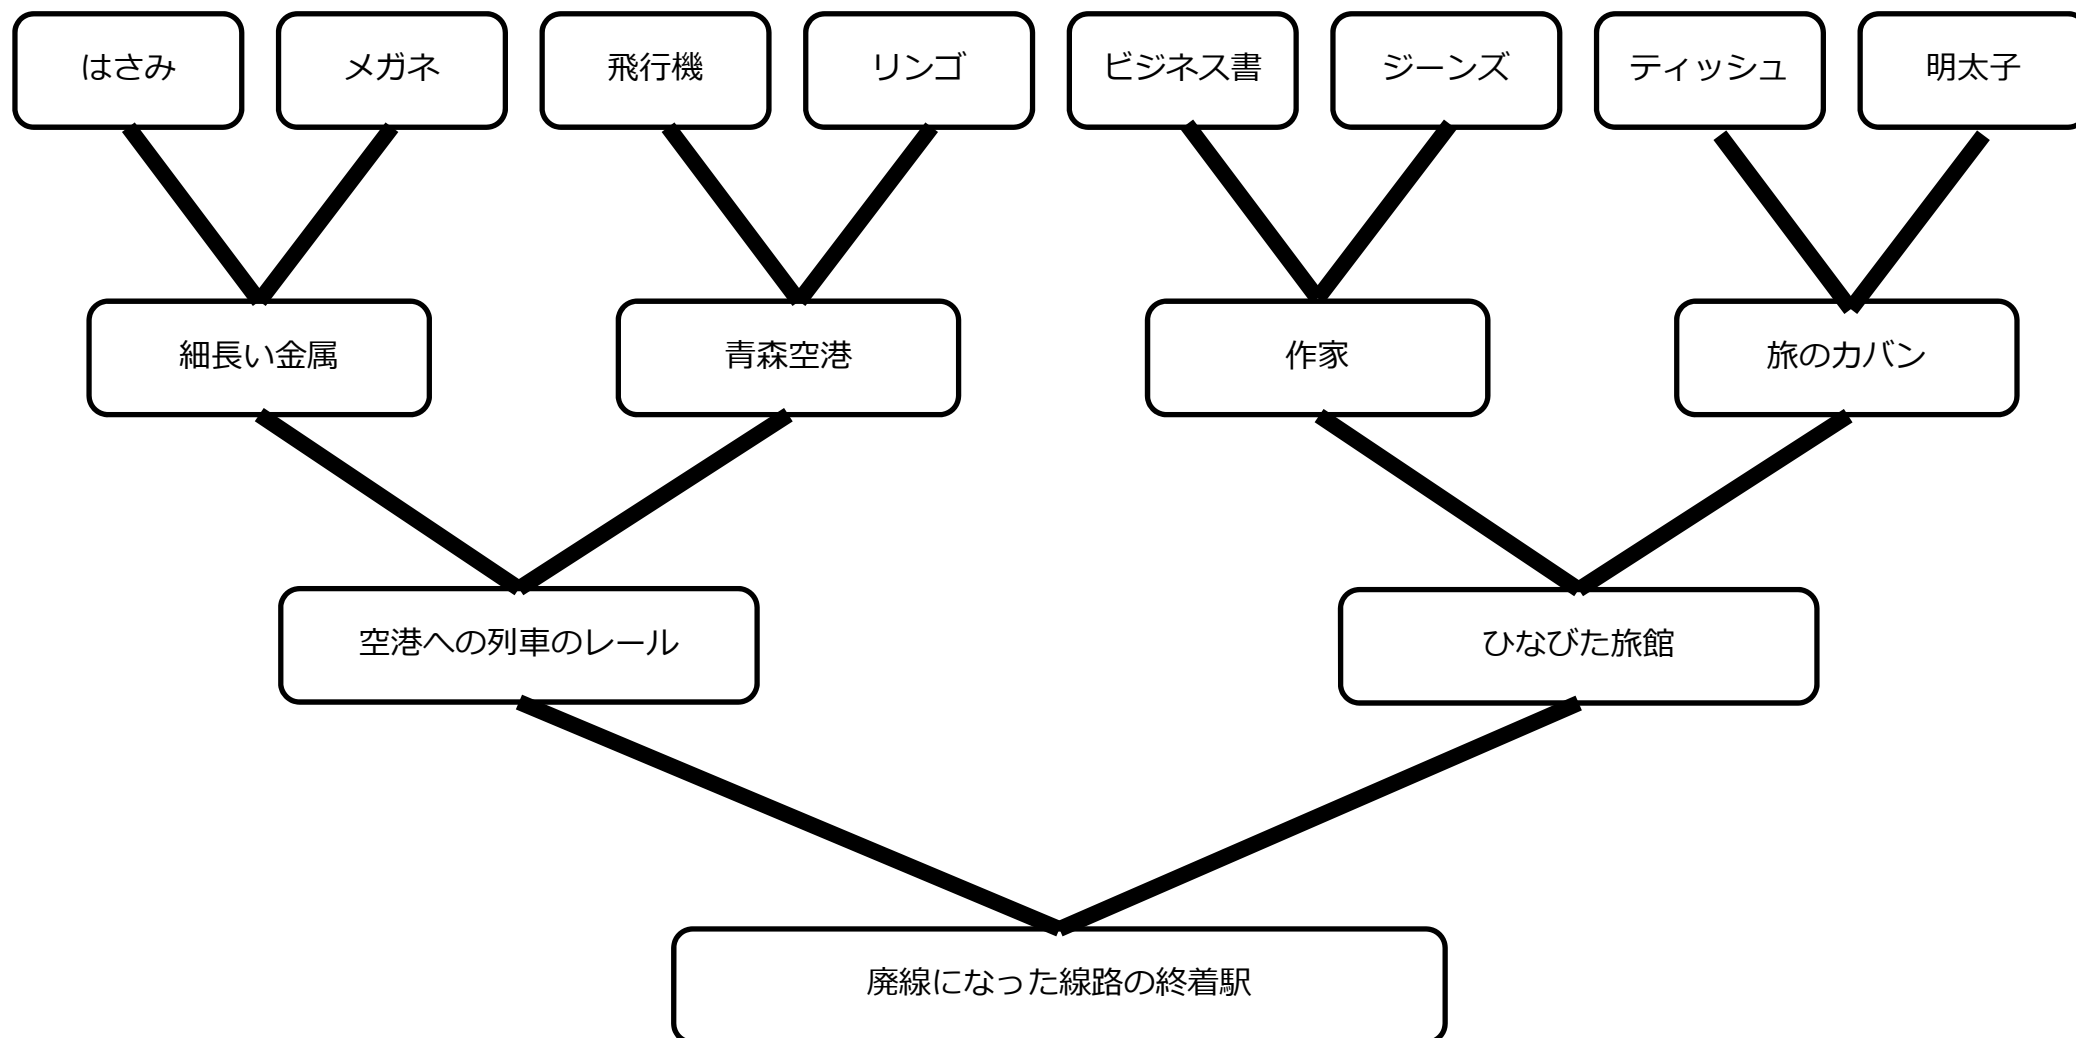 はさみ
メガネ
飛行機
リンゴ
ビジネス書
ジーンズ
ティッシュ
明太子
細長い金属
青森空港
作家
旅のカバン
空港への列車のレール
ひなびた旅館
廃線になった線路の終着駅